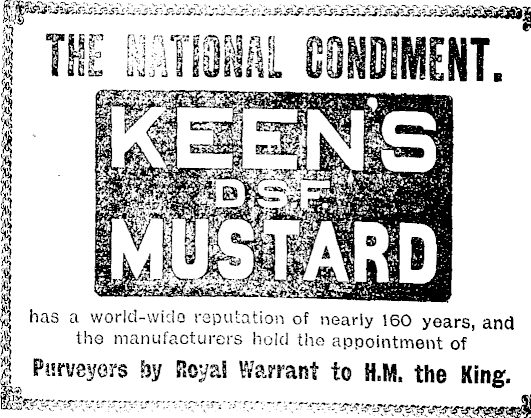 THE NATIONAL CONDIMENT.
KEEN'S
D.S.F.
MUSTARD
has a world-wide reputation of nearly 160 years, and
the manufacturers hold the appointment of
Purveyors by Royal Warrant to H.M. the King.